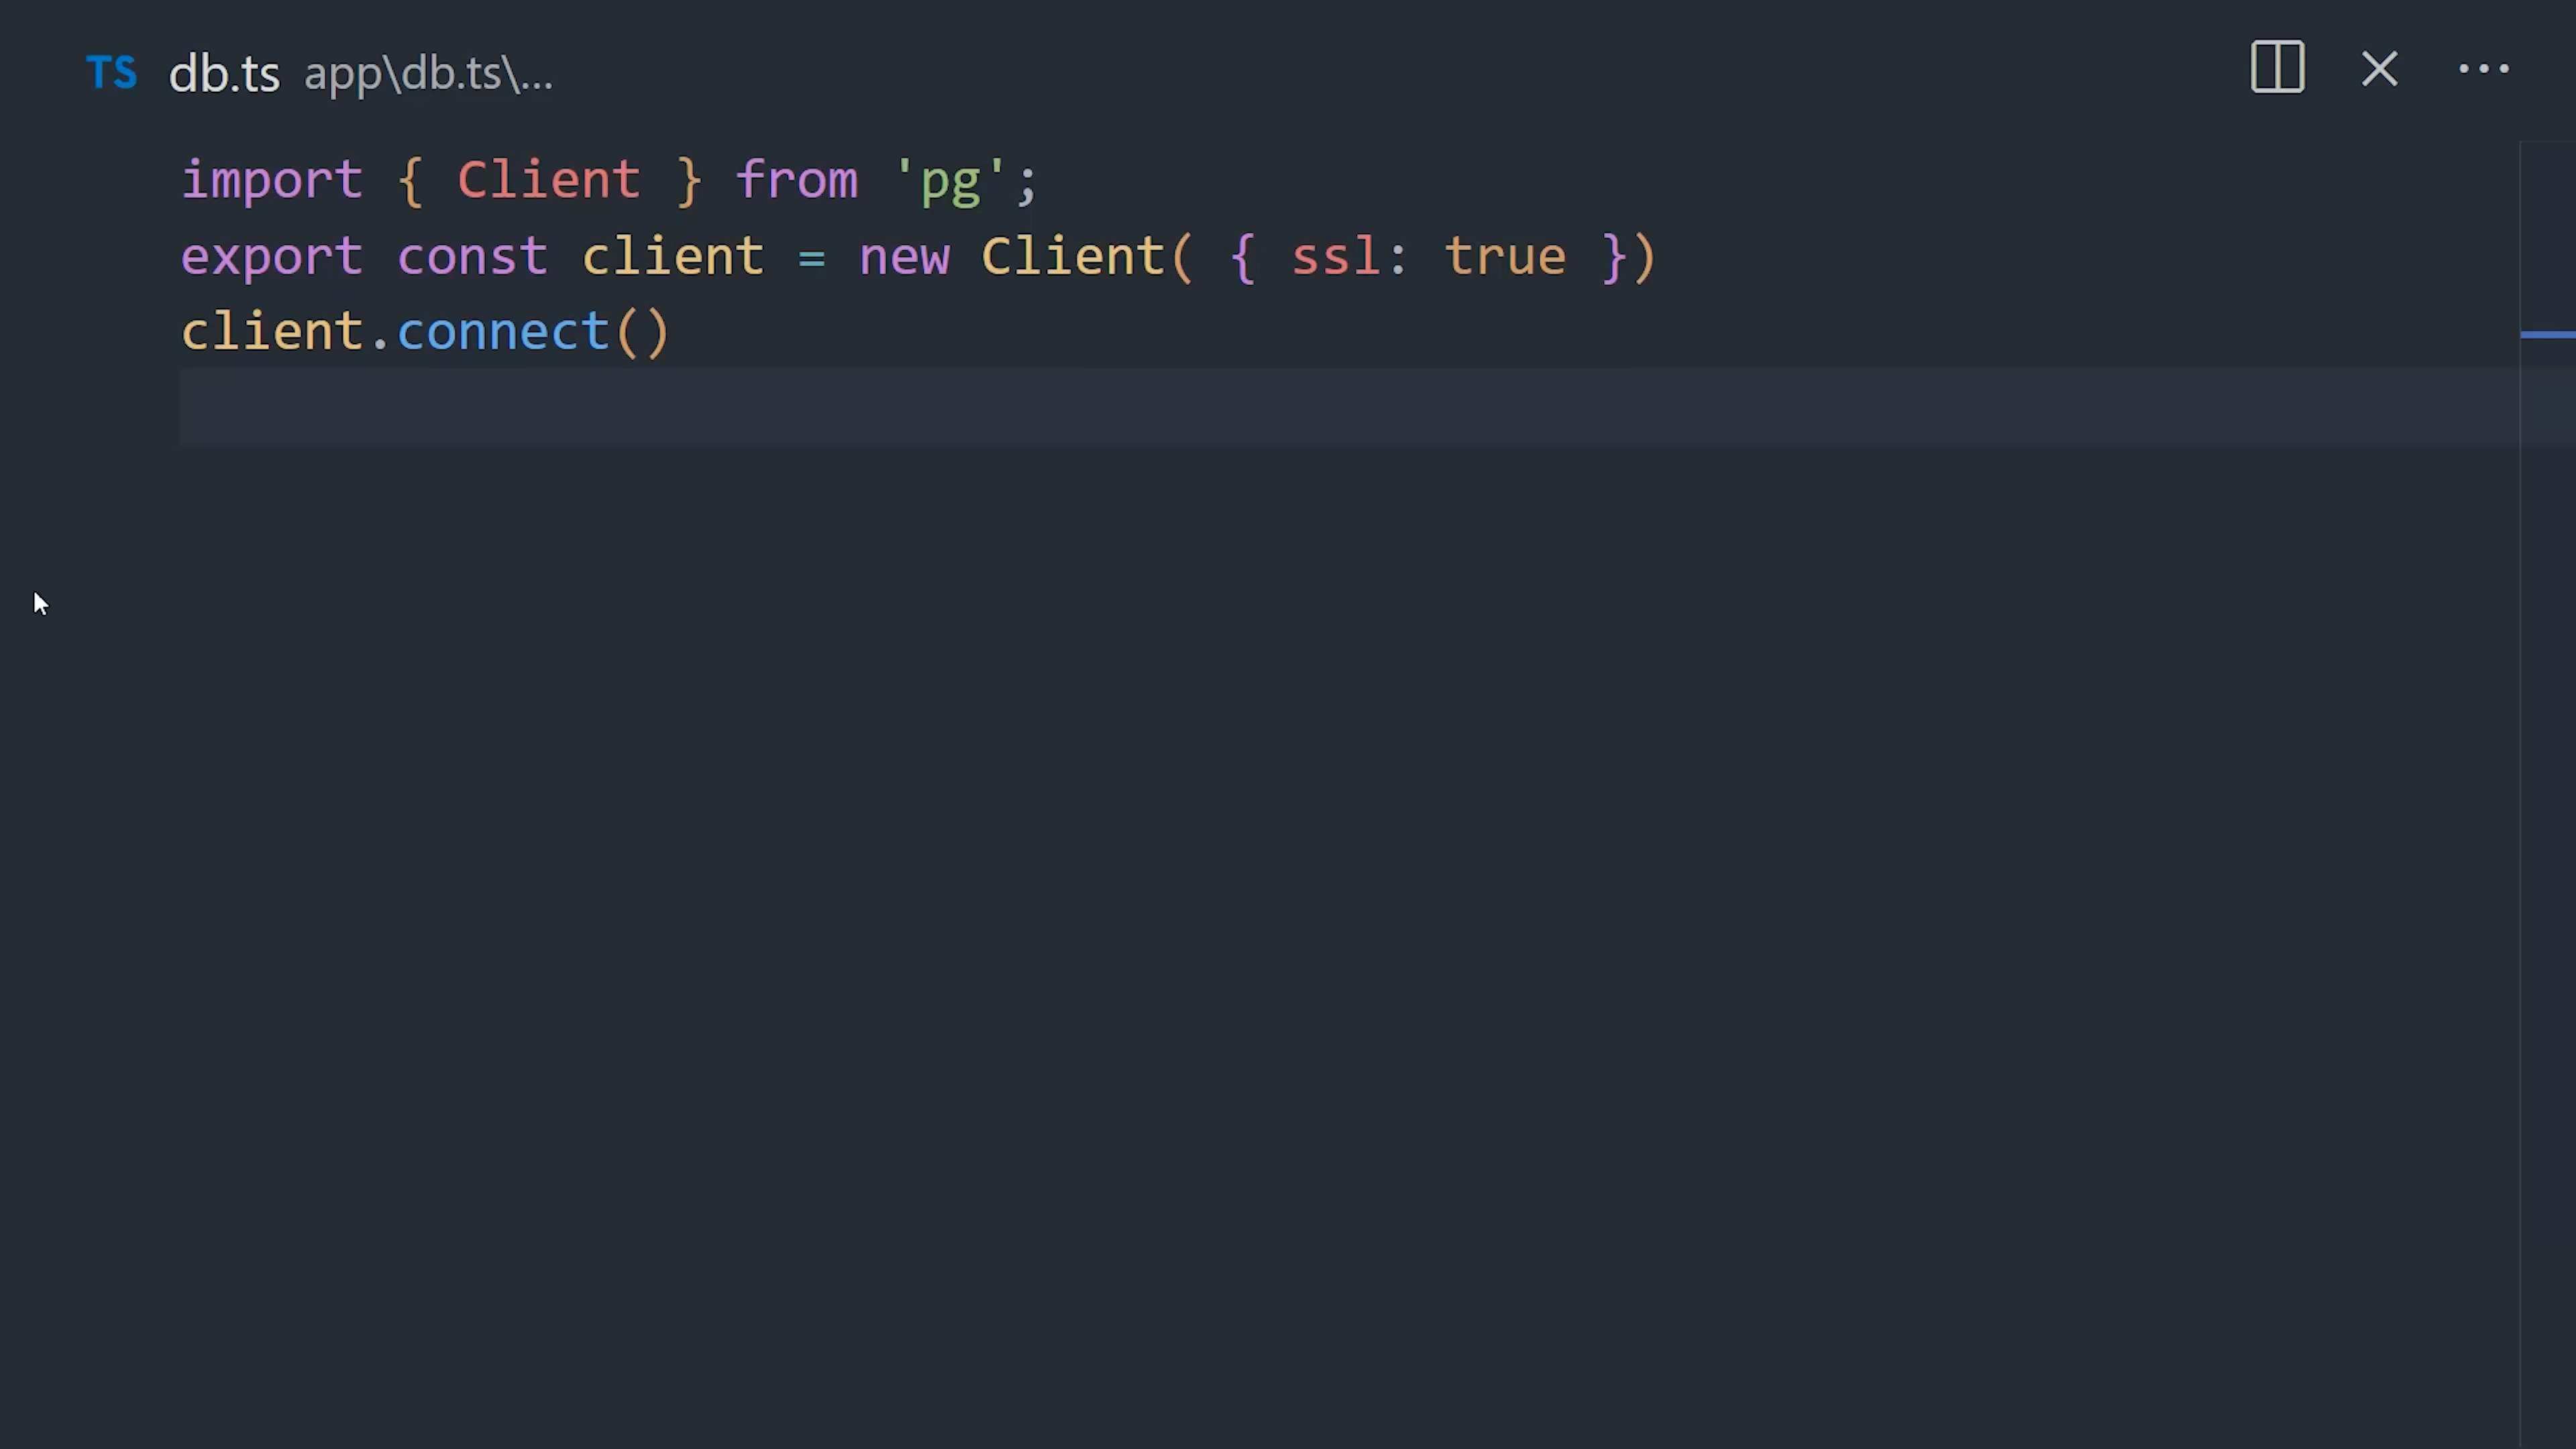 TS db.ts app\db.ts\...
import { Client } from 'pg';
export const client = new Client( { ssl: true })
client.connect()